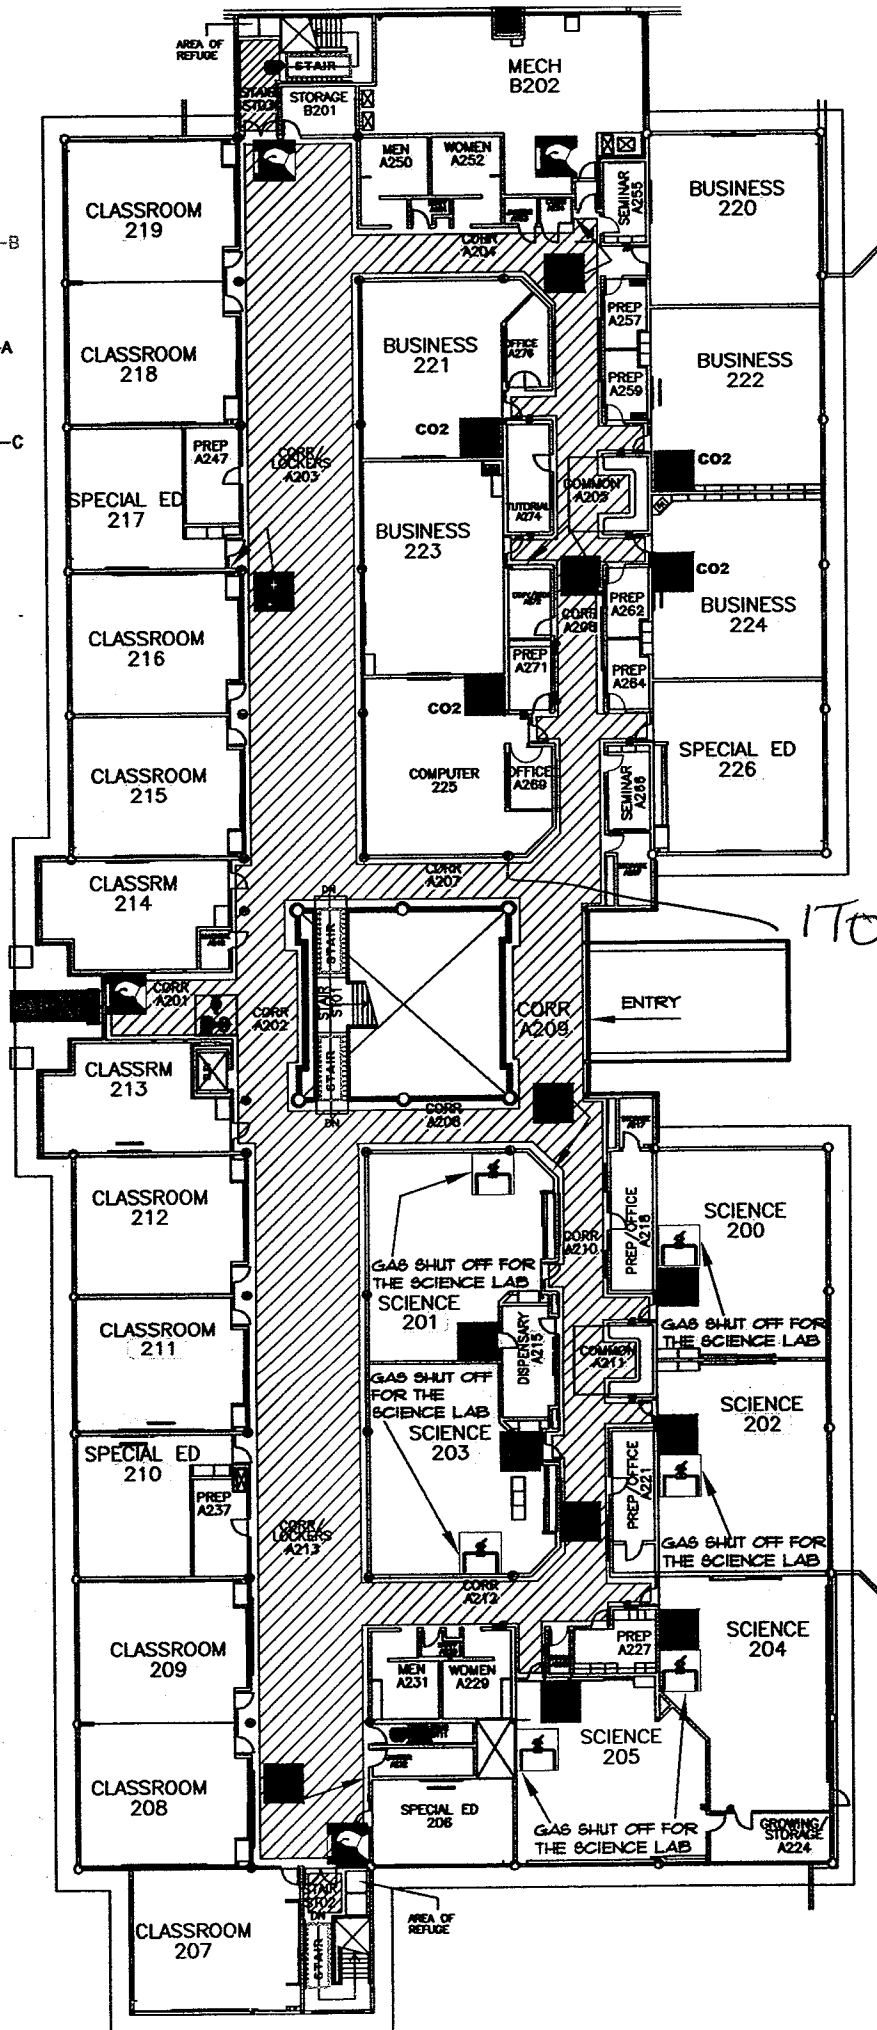 AREA OF
REFUGE
STAIR
STORAGE
B201
MECH
B202
MEN
A250
WOMEN
A252
SEMINAR
A255
CLASSROOM
219
BUSINESS
220
-B
CORR
A204
CLASSROOM
218
-A
BUSINESS
221
OFFICE
A276
PREP
A257
PREP
A259
BUSINESS
222
-C
CO2
CO2
PREP
A247
SPECIAL ED
217
CORR/
LOCKERS
A203
TUTORIAL
A274
COMMON
A205
BUSINESS
223
CO2
BUSINESS
224
CLASSROOM
216
CORR
A208
PREP
A262
PREP
A271
PREP
A264
CO2
CLASSROOM
215
COMPUTER
225
OFFICE
A269
SEMINAR
A266
SPECIAL ED
226
CLASSRM
214
CORR
A207
DN
STAIR
CORR
A201
CORR
A202
STAIR
ST01
STAIR
CORR
A209
ENTRY
CLASSRM
213
DN
CORR
A206
CLASSROOM
212
GAS SHUT OFF FOR
THE SCIENCE LAB
SCIENCE
201
CORR
A210
PREP/OFFICE
A218
SCIENCE
200
GAS SHUT OFF FOR
THE SCIENCE LAB
CLASSROOM
211
DISPENSARY
A215
COMMON
A211
GAS SHUT OFF
FOR THE
SCIENCE LAB
SCIENCE
203
SCIENCE
202
SPECIAL ED
210
PREP
A237
PREP/OFFICE
A221
CORR/
LOCKERS
A213
GAS SHUT OFF FOR
THE SCIENCE LAB
CORR
A212
CLASSROOM
209
MEN
A231
WOMEN
A229
PREP
A227
SCIENCE
204
SCIENCE
205
CLASSROOM
208
SPECIAL ED
206
GAS SHUT OFF FOR
THE SCIENCE LAB
GROWING/
STORAGE
A224
CLASSROOM
207
STAIR
ST02
DN
STAIR
AREA OF
REFUGE